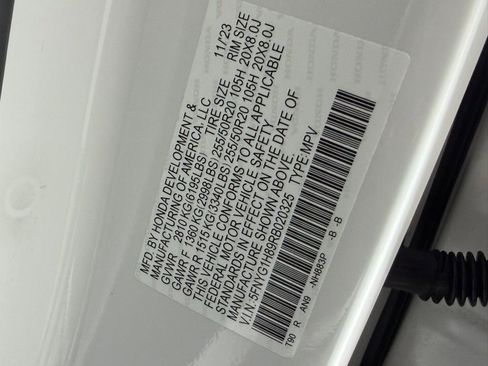 MFD. BY HONDA DEVELOPMENT &
MANUFACTURING OF AMERICA, LLC 11/23
GVWR 2810KG(6195LBS) TIRE SIZE RIM SIZE
GAWR F 1360KG(2998LBS) 255/50R20 105H 20X8.0J
GAWR R 1515KG(3340LBS) 255/50R20 105H 20X8.0J
THIS VEHICLE CONFORMS TO ALL APPLICABLE
FEDERAL MOTOR VEHICLE SAFETY
STANDARDS IN EFFECT ON THE DATE OF
MANUFACTURE SHOWN ABOVE.
V.I.N.:5FNYG1H89RB020325 TYPE:MPV
T90 R AN9 -NH883P -B -B